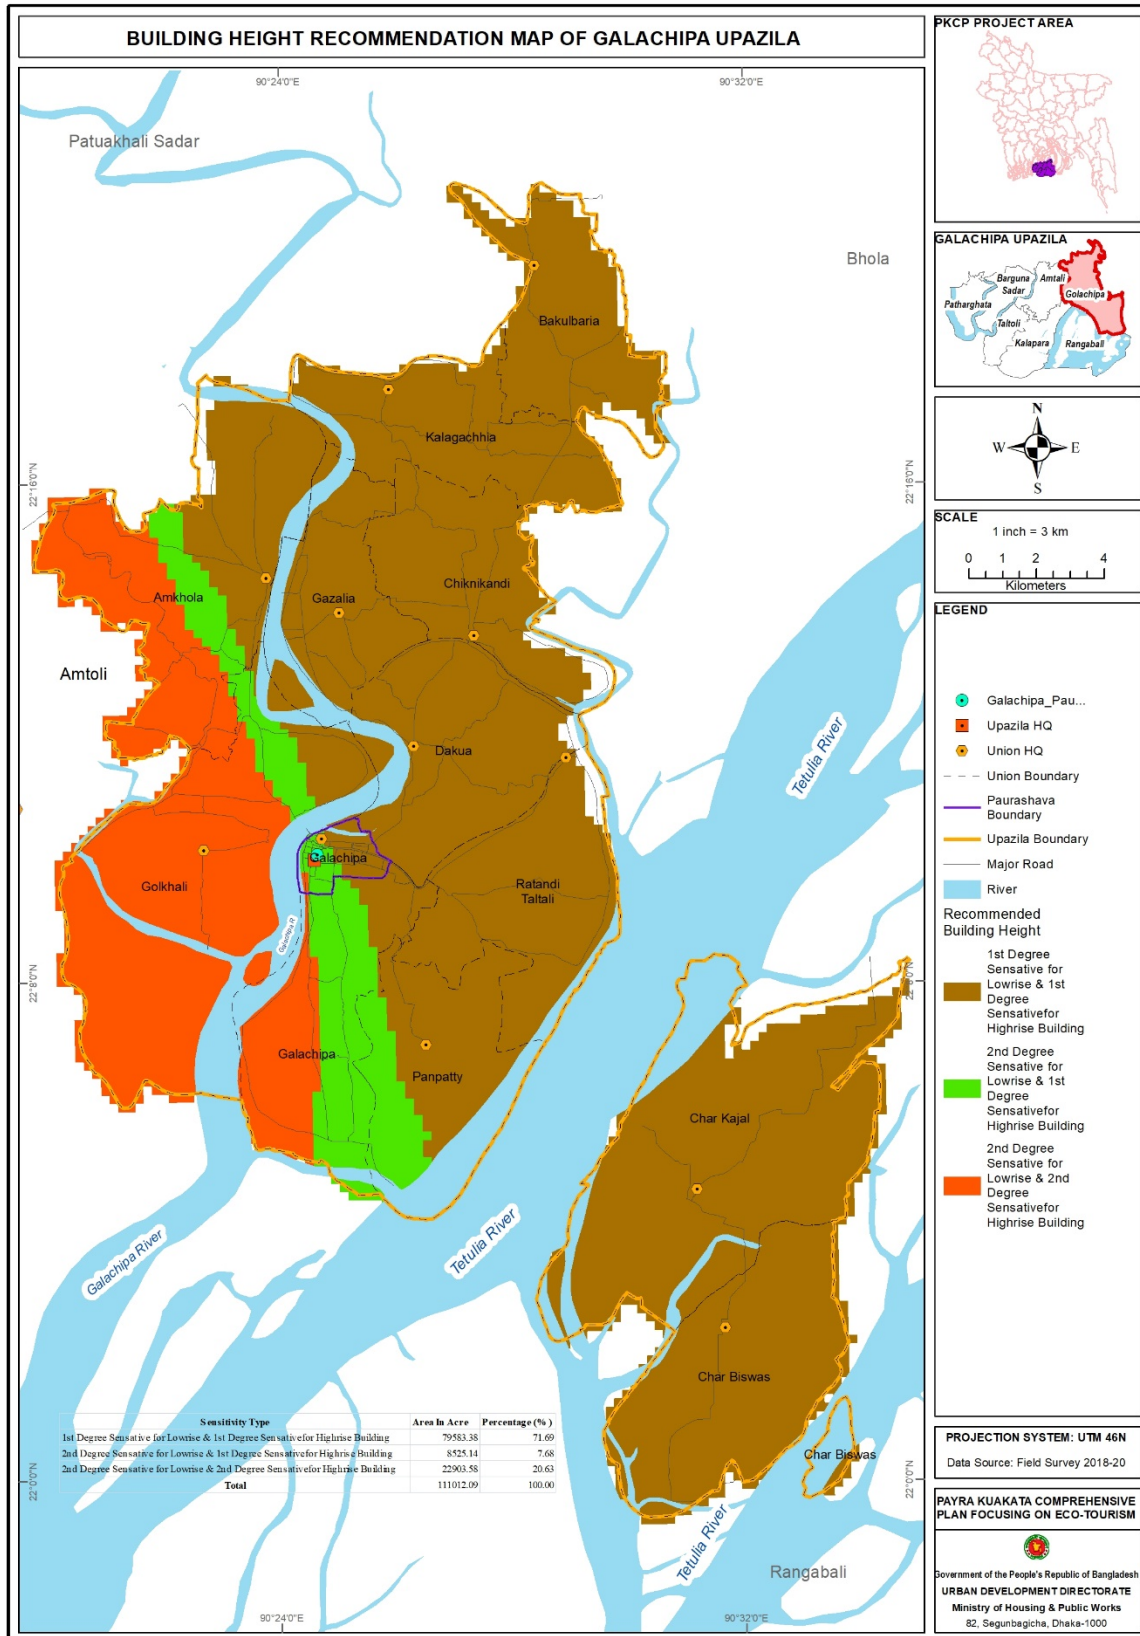 BUILDING HEIGHT RECOMMENDATION MAP OF GALACHIPA UPAZILA
90°24'0"E
90°32'0"E
Patuakhali Sadar
Bhola
Bakulbaria
Kalagachhia
22°16'0"N
22°16'0"N
Chiknikandi
Amkhola
Gazalia
Amtoli
Dakua
Tetulia River
Galachipa
Golkhali
Ratandi
Taltali
Galachipa R
22°8'0"N
Galachipa
Panpatty
Char Kajal
Tetulia River
Galachipa River
Char Biswas
Char Biswas
Tetulia River
Rangabali
22°0'0"N
22°0'0"N
90°24'0"E
90°32'0"E
Sensitivity Type Area In Acre Percentage (%)
1st Degree Sensative for Lowrise & 1st Degree Sensativefor Highrise Building 79583.38 71.69
2nd Degree Sensative for Lowrise & 1st Degree Sensativefor Highrise Building 8525.14 7.68
2nd Degree Sensative for Lowrise & 2nd Degree Sensativefor Highrise Building 22903.58 20.63
Total 111012.09 100.00
PKCP PROJECT AREA
GALACHIPA UPAZILA
Barguna
Sadar
Amtali
Patharghata
Golachipa
Taltoli
Kalapara
Rangabali
N
W
E
S
SCALE
1 inch = 3 km
0 1 2 4
Kilometers
LEGEND
Galachipa_Pau...
Upazila HQ
Union HQ
Union Boundary
Paurashava
Boundary
Upazila Boundary
Major Road
River
Recommended
Building Height
1st Degree
Sensative for
Lowrise & 1st
Degree
Sensativefor
Highrise Building
2nd Degree
Sensative for
Lowrise & 1st
Degree
Sensativefor
Highrise Building
2nd Degree
Sensative for
Lowrise & 2nd
Degree
Sensativefor
Highrise Building
PROJECTION SYSTEM: UTM 46N
Data Source: Field Survey 2018-20
PAYRA KUAKATA COMPREHENSIVE
PLAN FOCUSING ON ECO-TOURISM
Government of the People's Republic of Bangladesh
URBAN DEVELOPMENT DIRECTORATE
Ministry of Housing & Public Works
82, Segunbagicha, Dhaka-1000